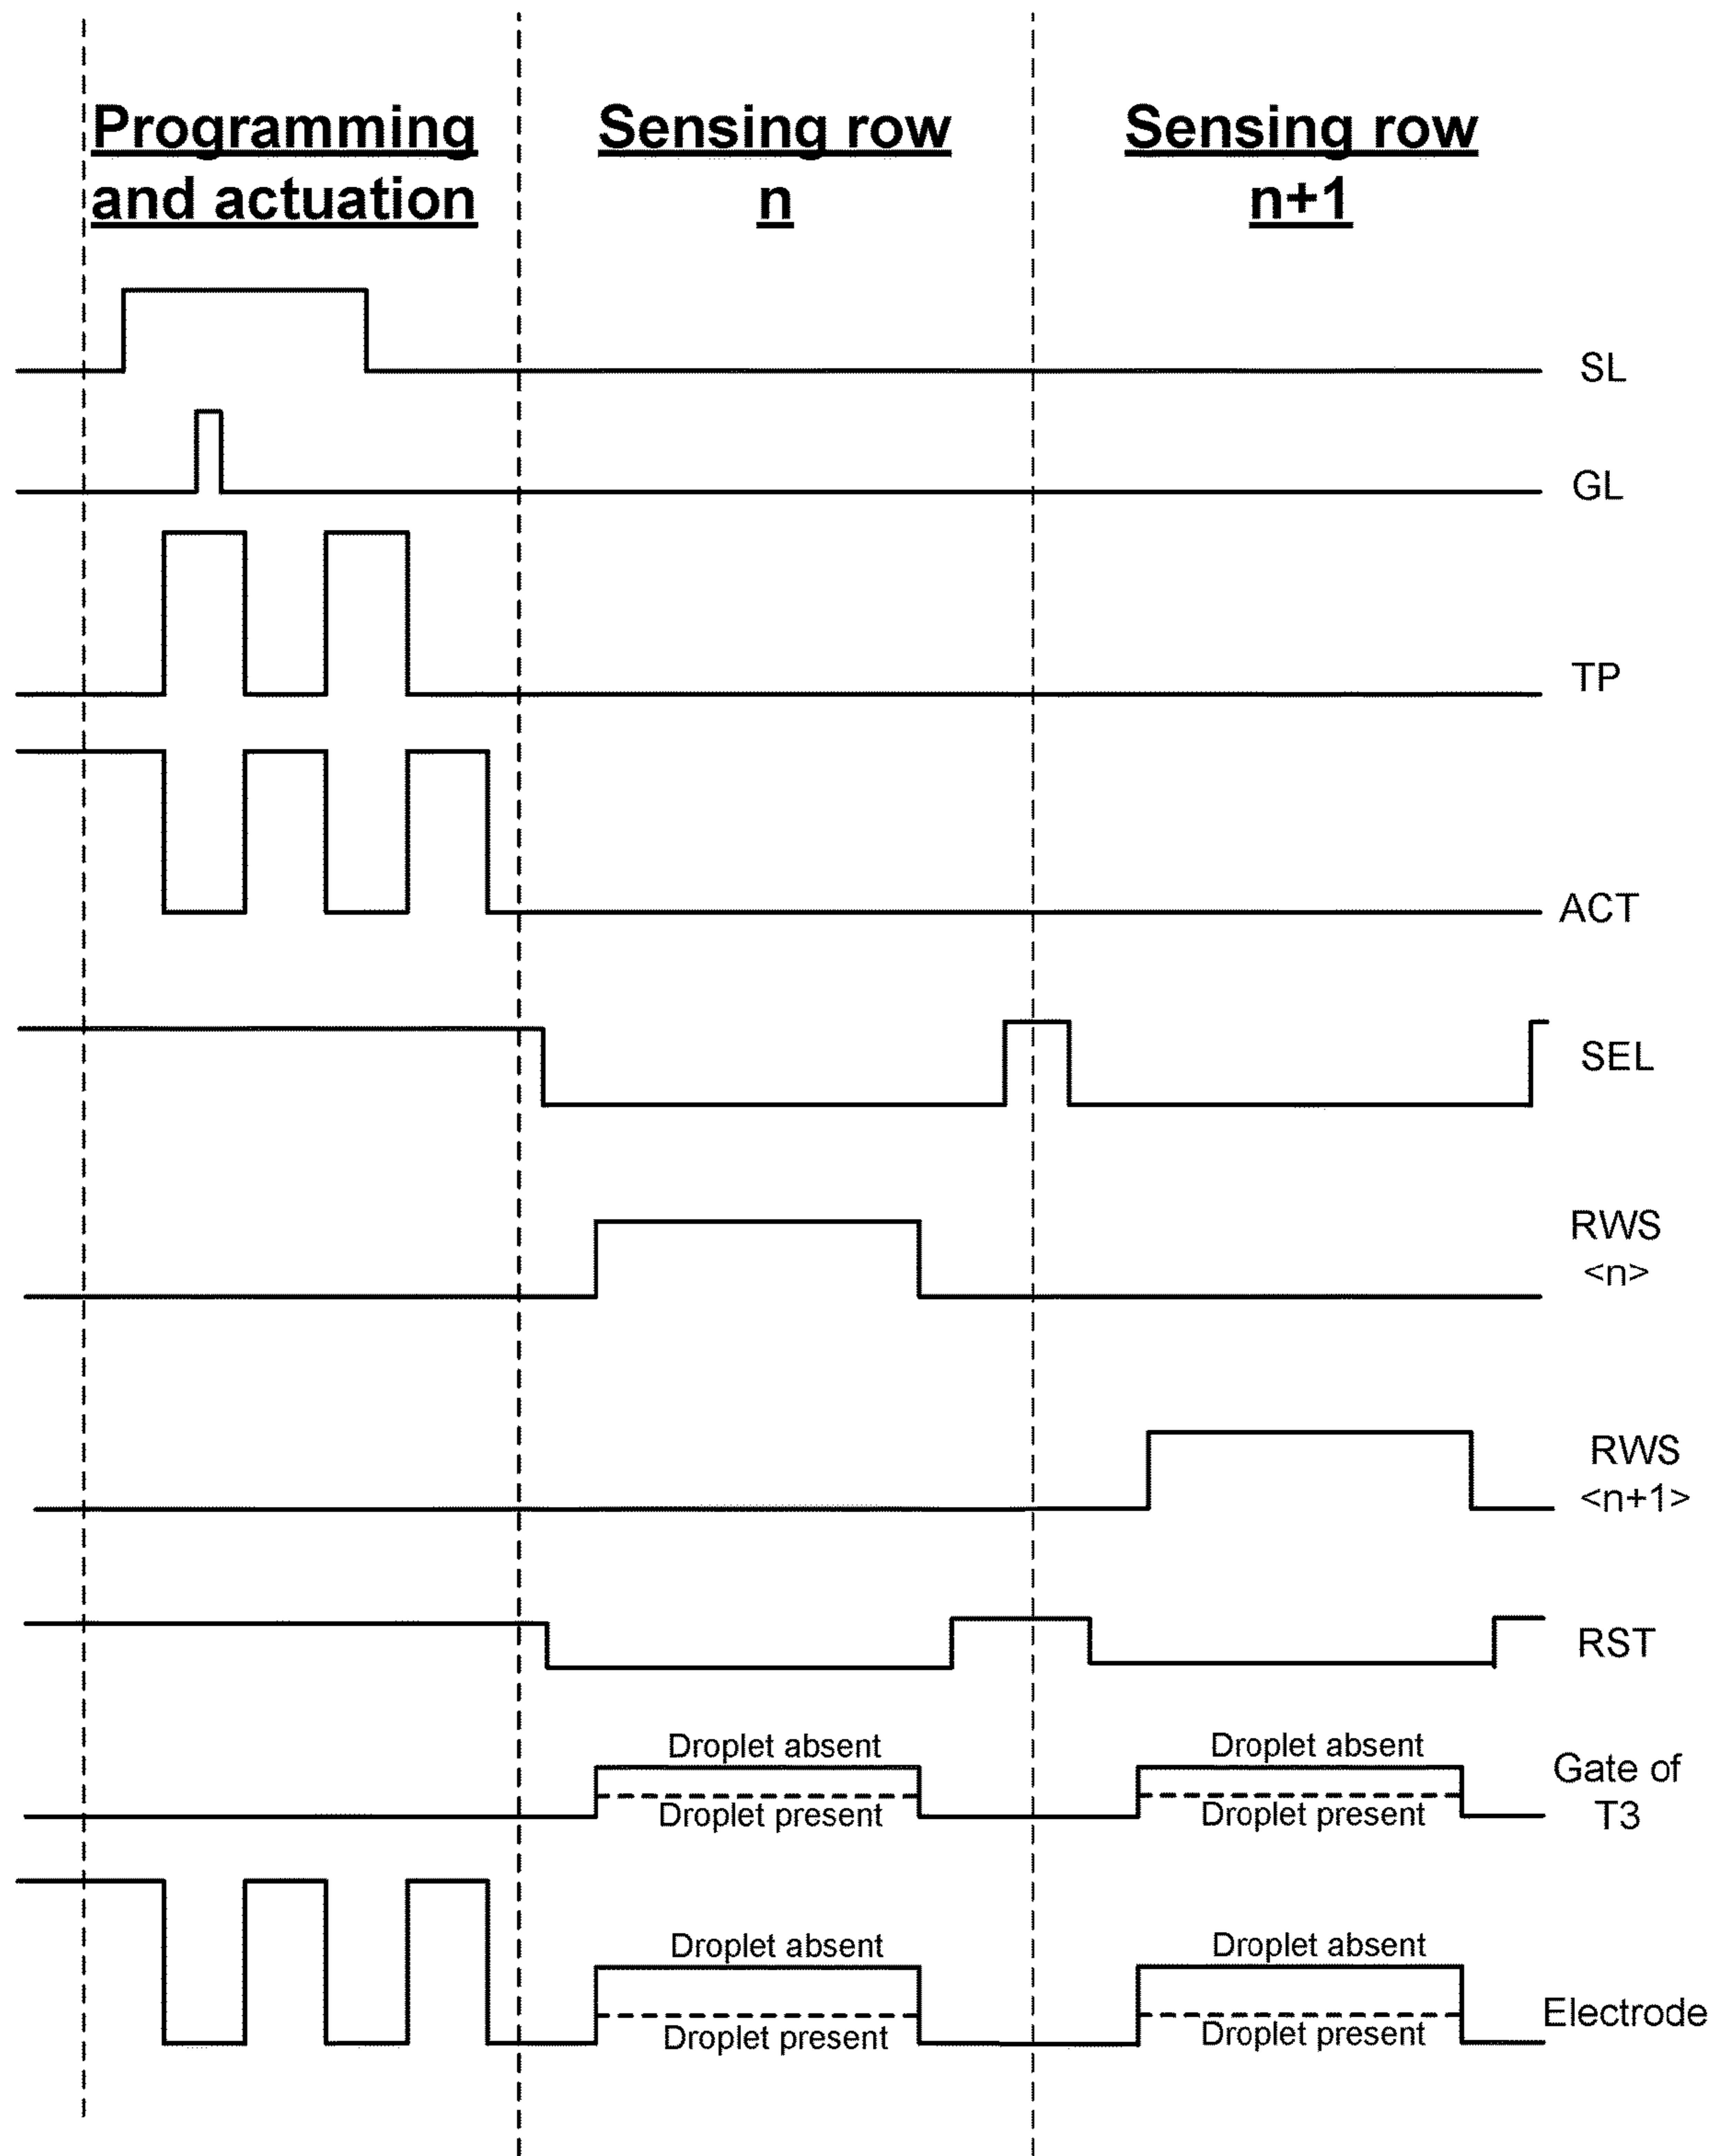 Programming
and actuation
Sensing row
n
Sensing row
n+1
SL
GL
TP
ACT
SEL
RWS
<n>
RWS
<n+1>
RST
Droplet absent
Droplet present
Droplet absent
Droplet present
Gate of
T3
Droplet absent
Droplet present
Droplet absent
Droplet present
Electrode